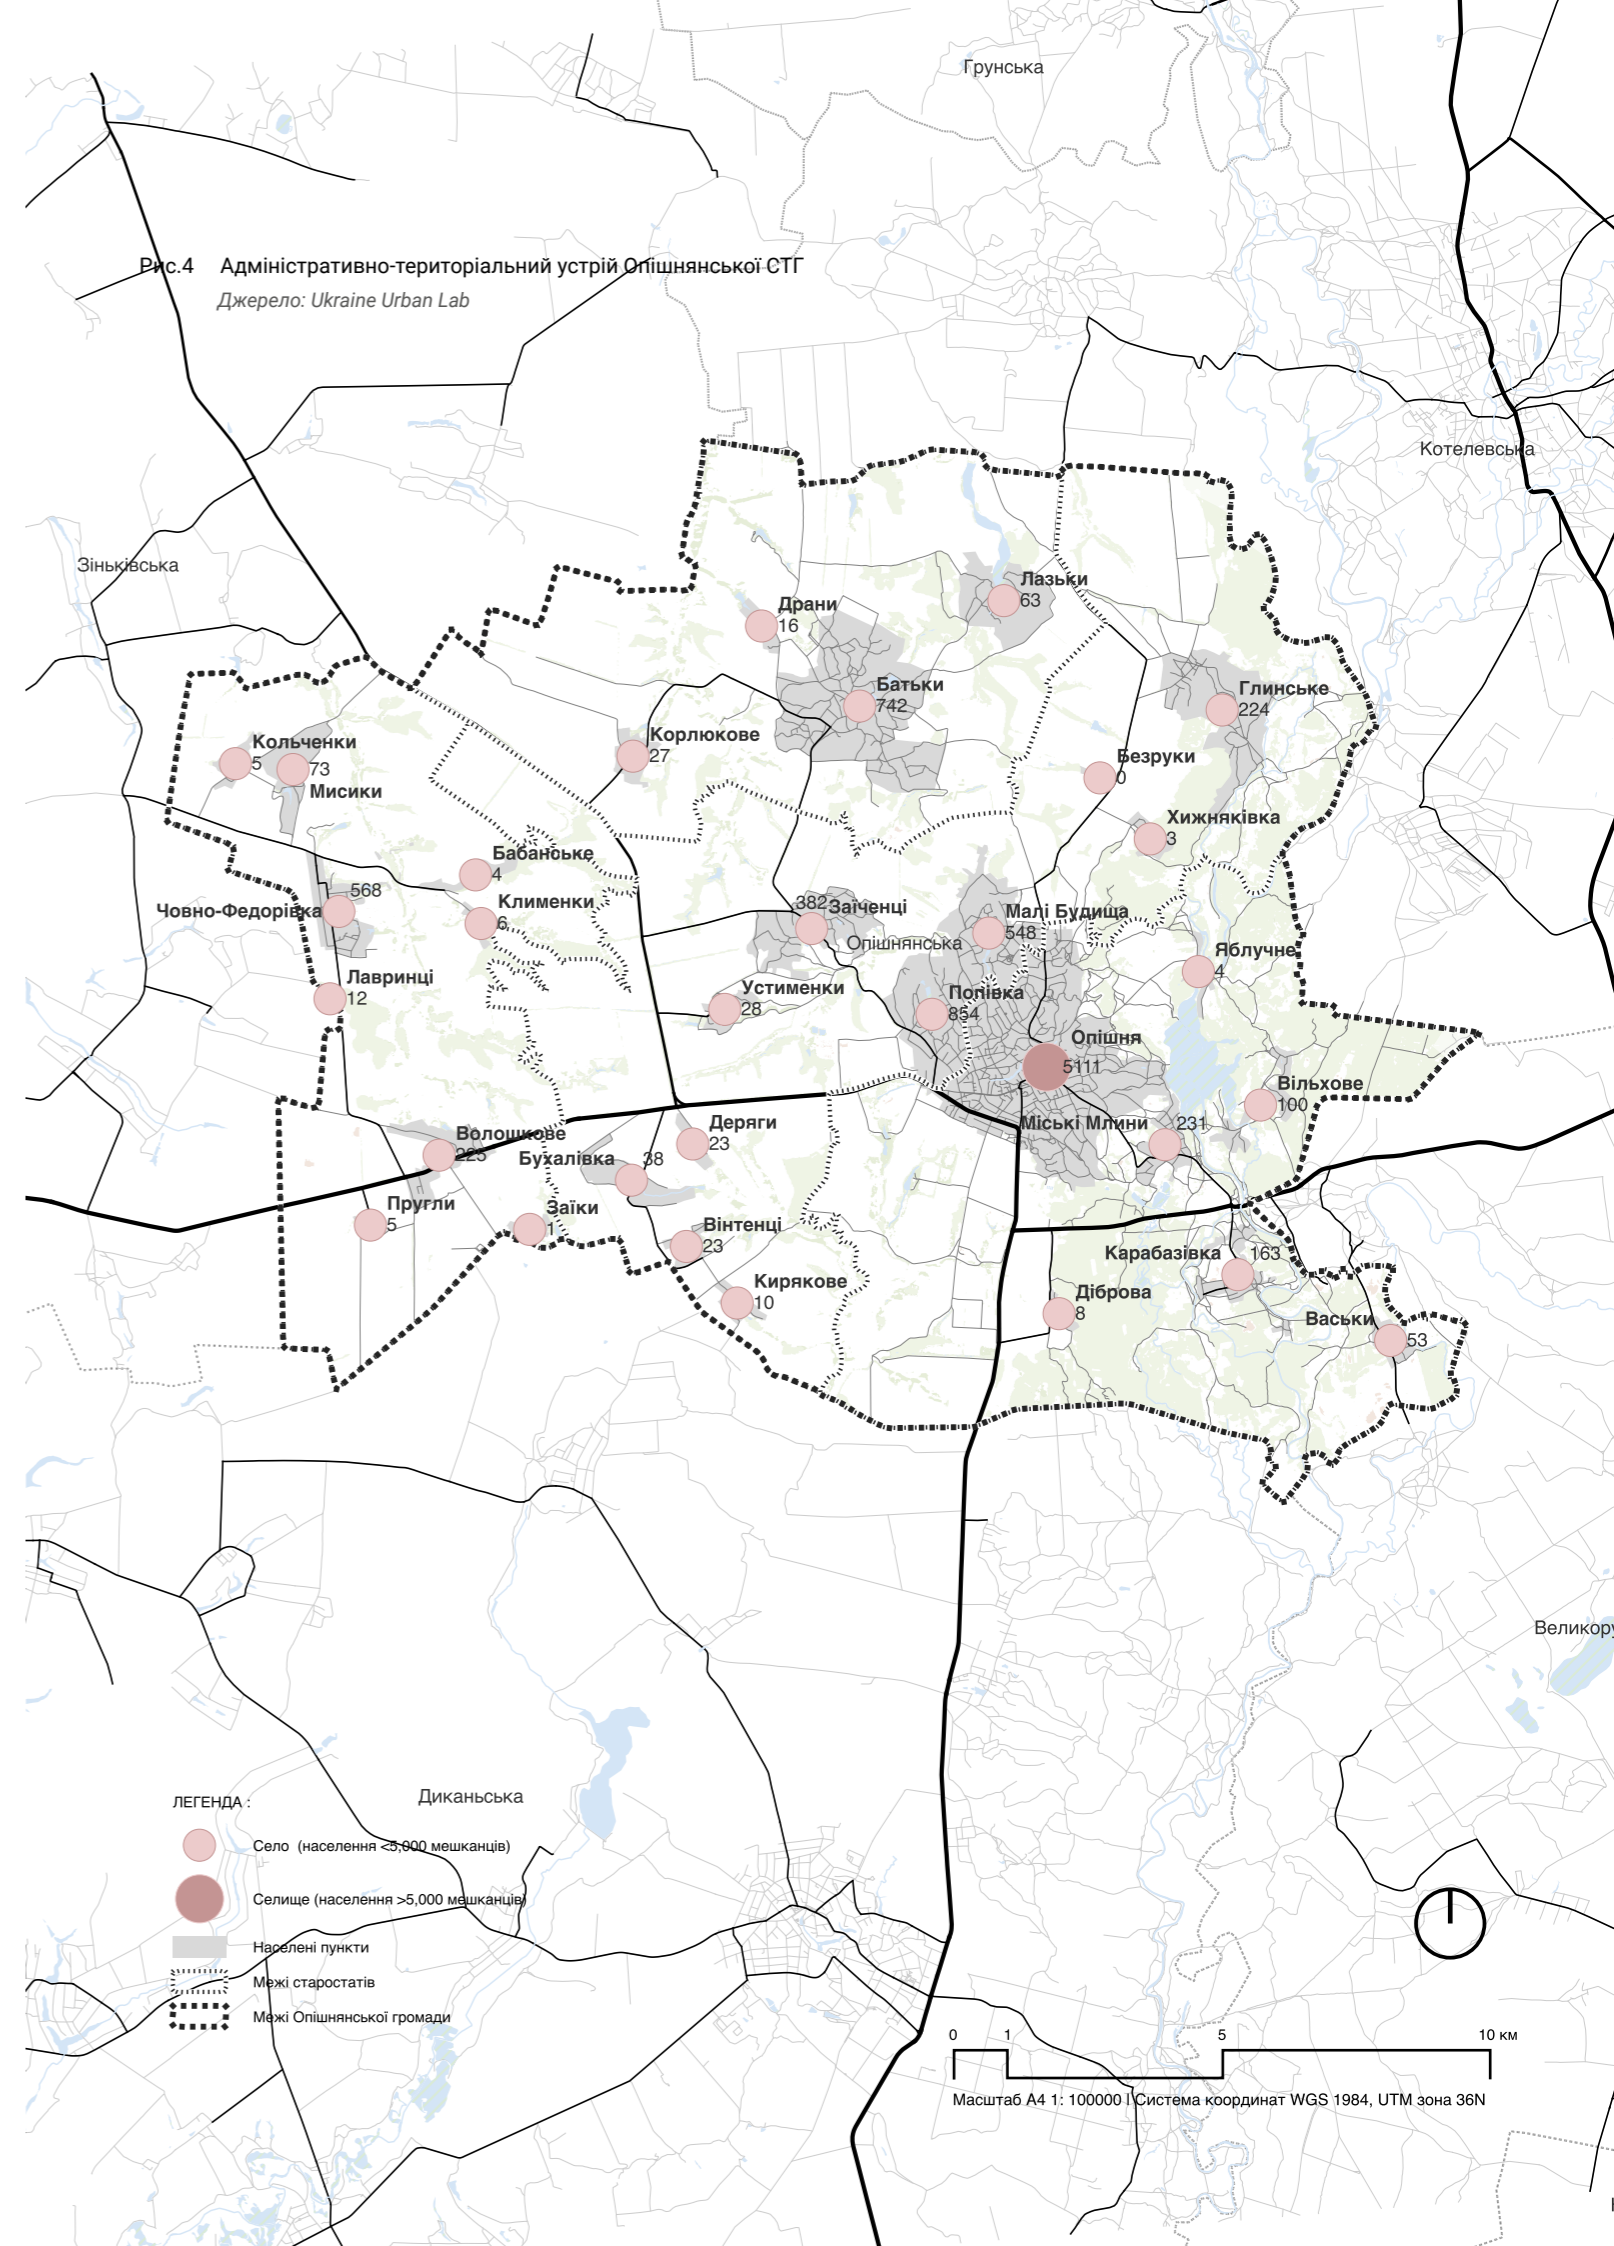 Грунська
Рис.4 Адміністративно-територіальний устрій Опішнянської СТГ
Джерело: Ukraine Urban Lab
Котелевська
Зіньківська
Лазьки
63
Драни
16
Батьки
742
Глинське
224
Корлюкове
27
Кольченки
5
73
Мисики
Безруки
0
Хижняківка
3
Бабанське
4
568
Човно-Федорівка
Клименки
6
382
Заїченці
Малі Будища
548
Опішнянська
Яблучне
4
Лавринці
12
Устименки
28
Попівка
854
Опішня
5111
Вільхове
100
Міські Млини
231
Деряги
23
Волошкове
225
Бухалівка
38
Пругли
5
Заїки
1
Вінтенці
23
Карабазівка
163
Кирякове
10
Діброва
8
Васьки
53
Диканьська
ЛЕГЕНДА :
Село (населення <5,000 мешканців)
Селище (населення >5,000 мешканців)
Населені пункти
Межі старостатів
Межі Опішнянської громади
0 1 5 10 км
Масштаб А4 1: 100000 | Система координат WGS 1984, UTM зона 36N